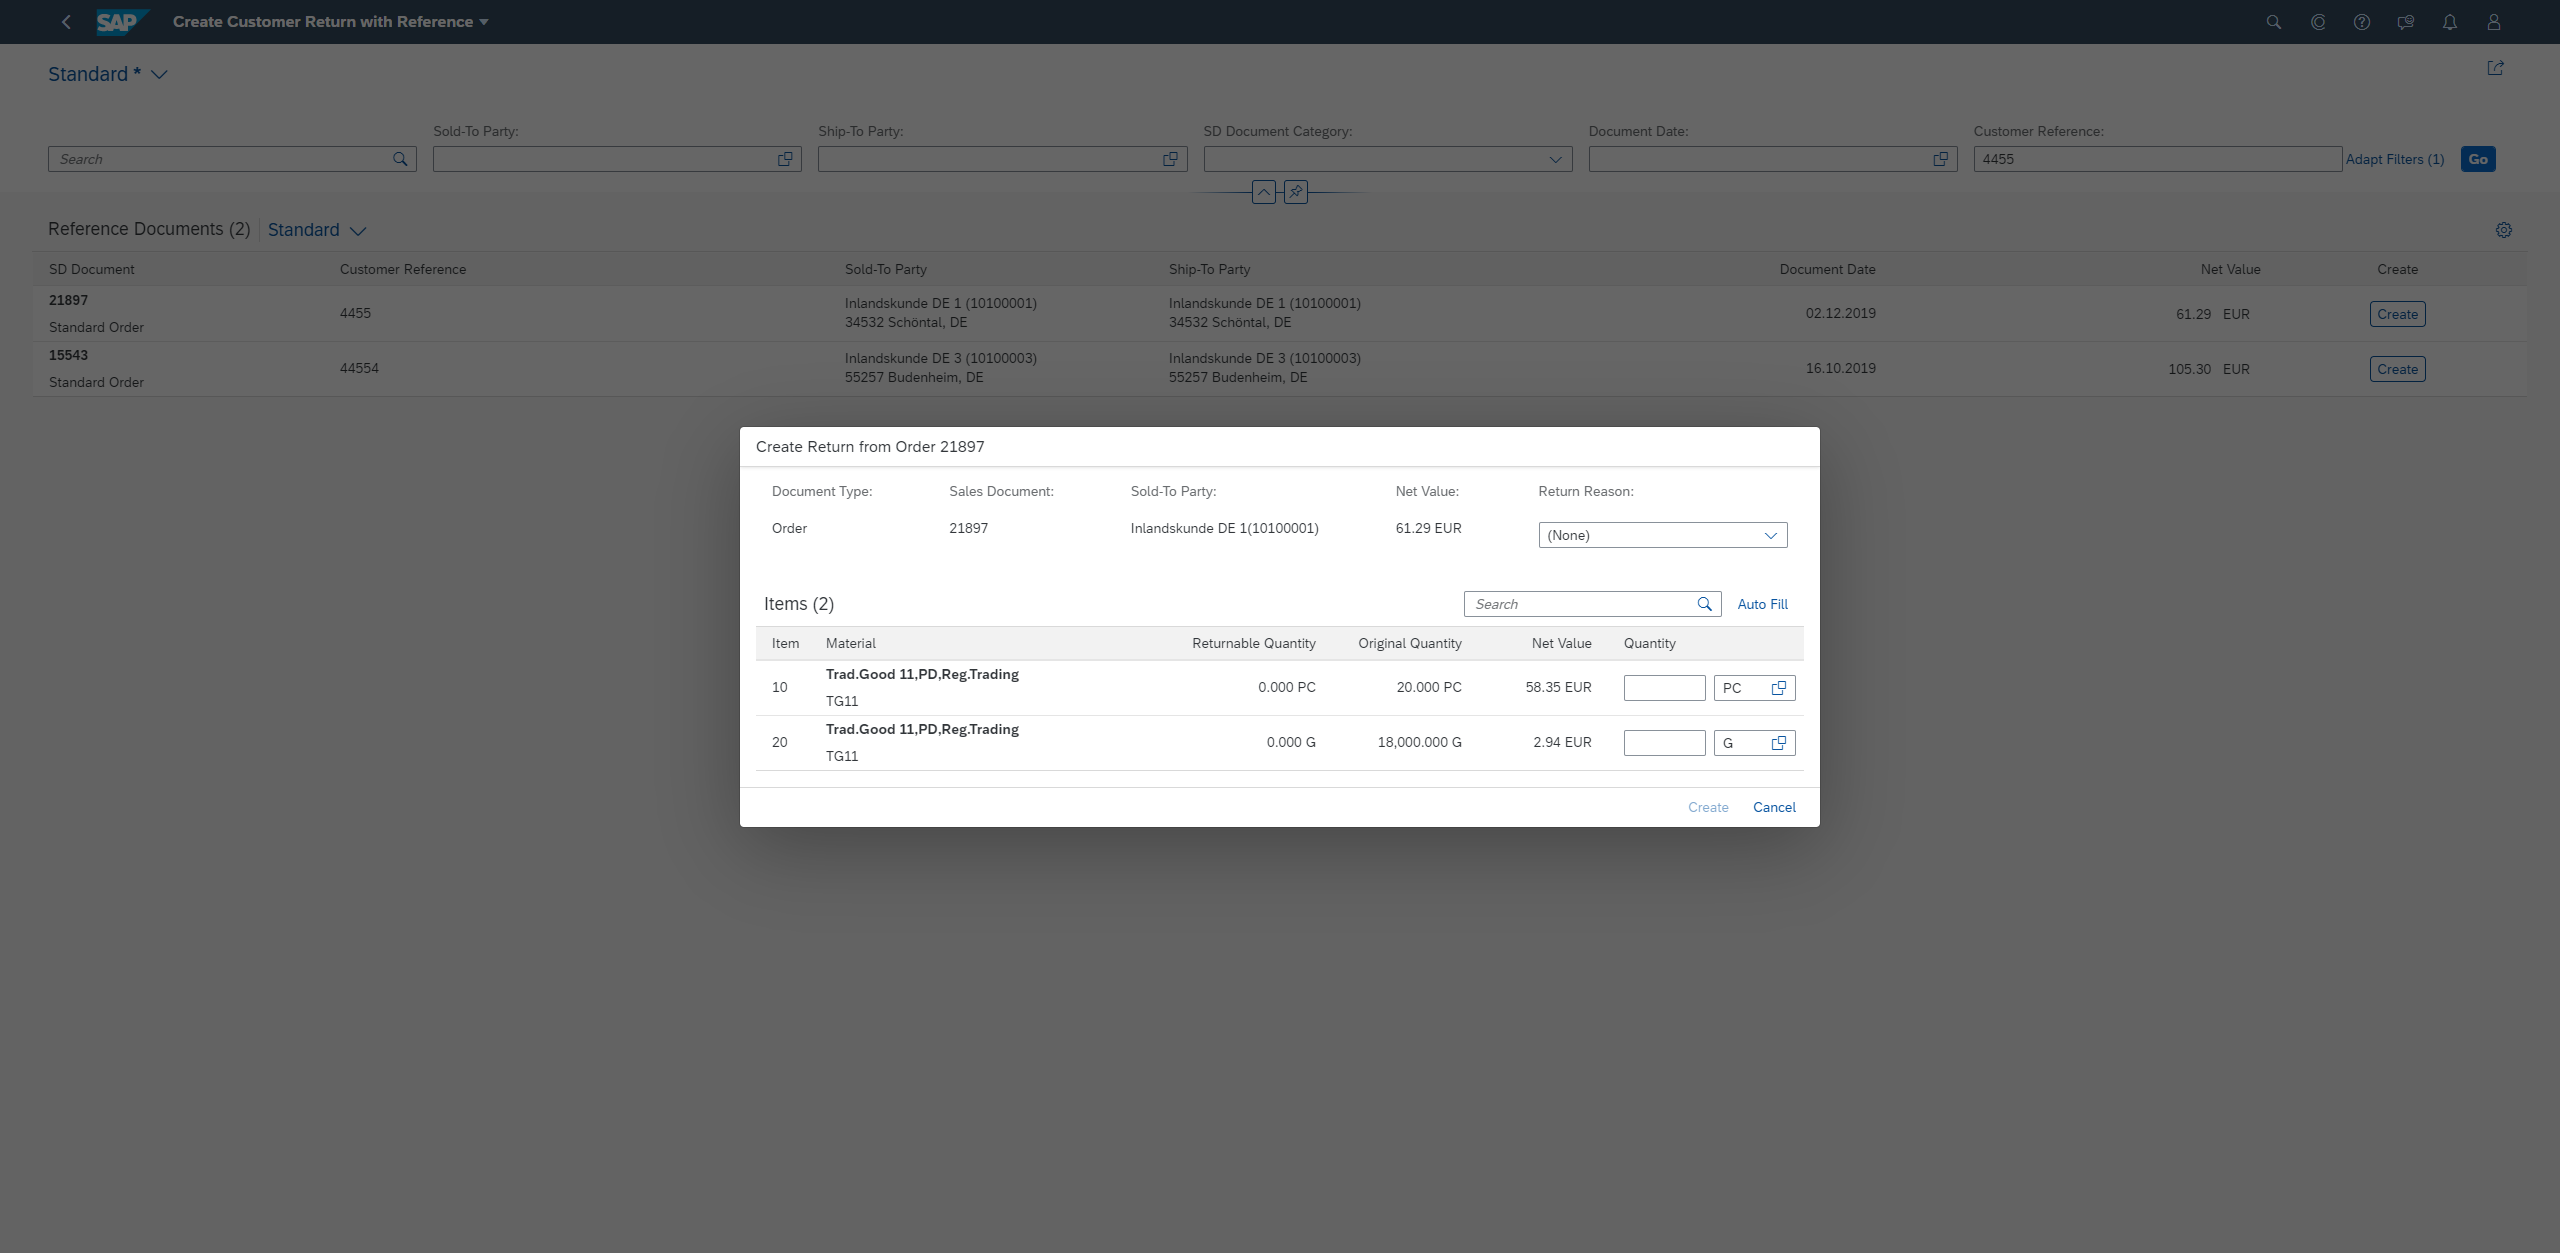 SAP
Create Customer Return with Reference
Standard *
Sold-To Party:
Ship-To Party:
SD Document Category:
Document Date:
Customer Reference:
Search
4455
Adapt Filters (1)
Go
Reference Documents (2)
Standard
SD Document
Customer Reference
Sold-To Party
Ship-To Party
Document Date
Net Value
Create
21897
Standard Order
4455
Inlandskunde DE 1 (10100001)
34532 Schöntal, DE
Inlandskunde DE 1 (10100001)
34532 Schöntal, DE
02.12.2019
61.29 EUR
Create
15543
Standard Order
44554
Inlandskunde DE 3 (10100003)
55257 Budenheim, DE
Inlandskunde DE 3 (10100003)
55257 Budenheim, DE
16.10.2019
105.30 EUR
Create
Create Return from Order 21897
Document Type:
Sales Document:
Sold-To Party:
Net Value:
Return Reason:
Order
21897
Inlandskunde DE 1(10100001)
61.29 EUR
(None)
Items (2)
Search
Auto Fill
Item
Material
Returnable Quantity
Original Quantity
Net Value
Quantity
10
Trad.Good 11,PD,Reg.Trading
TG11
0.000 PC
20.000 PC
58.35 EUR
PC
20
Trad.Good 11,PD,Reg.Trading
TG11
0.000 G
18,000.000 G
2.94 EUR
G
Create
Cancel